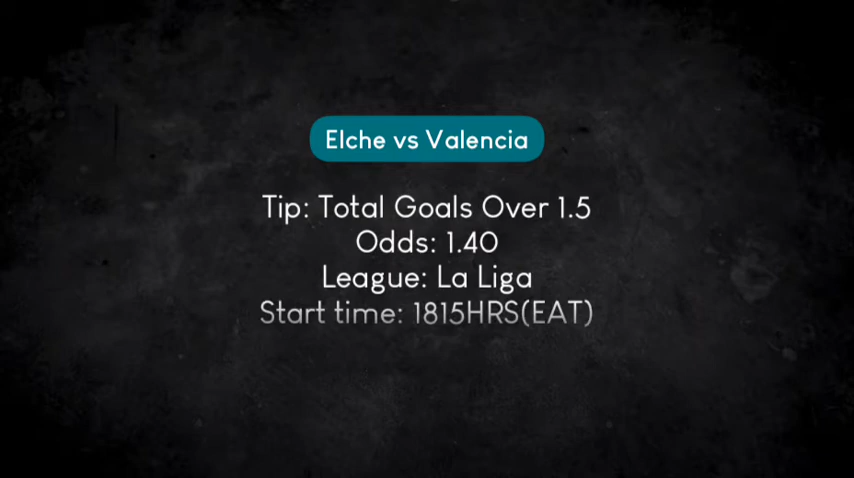 Elche vs Valencia
Tip: Total Goals Over 1.5
Odds: 1.40
League: La Liga
Start time: 1815HRS(EAT)